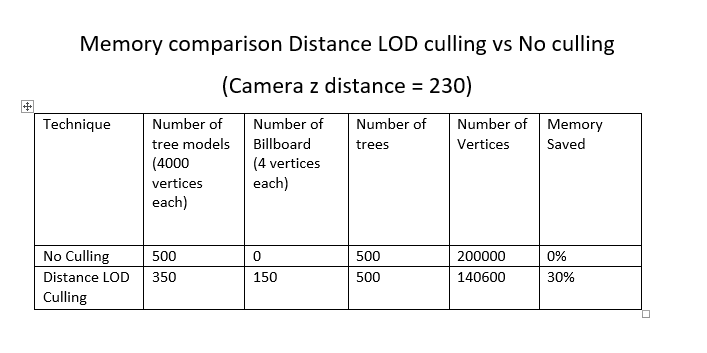 Memory comparison Distance LOD culling vs No culling
(Camera z distance = 230)
Technique
Number of
tree models
(4000
vertices
each)
Number of
Billboard
(4 vertices
each)
Number of
trees
Number of
Vertices
Memory
Saved
No Culling
500
0
500
200000
0%
Distance LOD
Culling
350
150
500
140600
30%